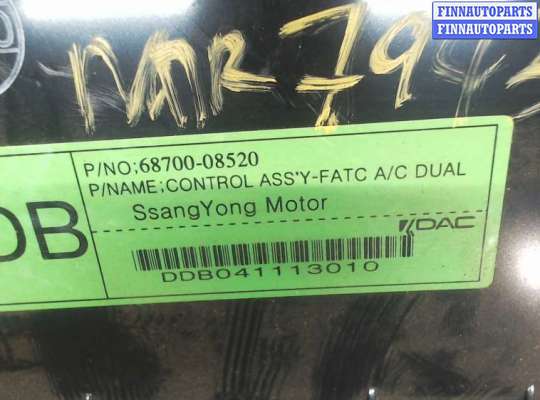 FINNAUTOPARTS
FINNAUTOPARTS
DB
P/NO;68700-08520
P/NAME;CONTROL ASS'Y-FATC A/C DUAL
SsangYong Motor
DAC
DDB041113010